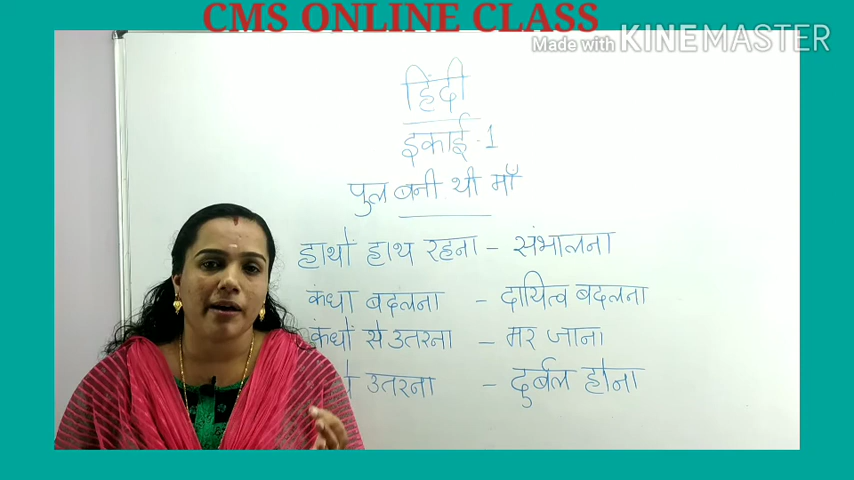 CMS ONLINE CLASS
Made with KINEMASTER
हिंदी
इकाई.1
पुल बनी थी माँ
हाथों हाथ रहना - संभालना
कंधा बदलना - दायित्व बदलना
कंधों से उतरना - मर जाना
उतरना - दुर्बल होना